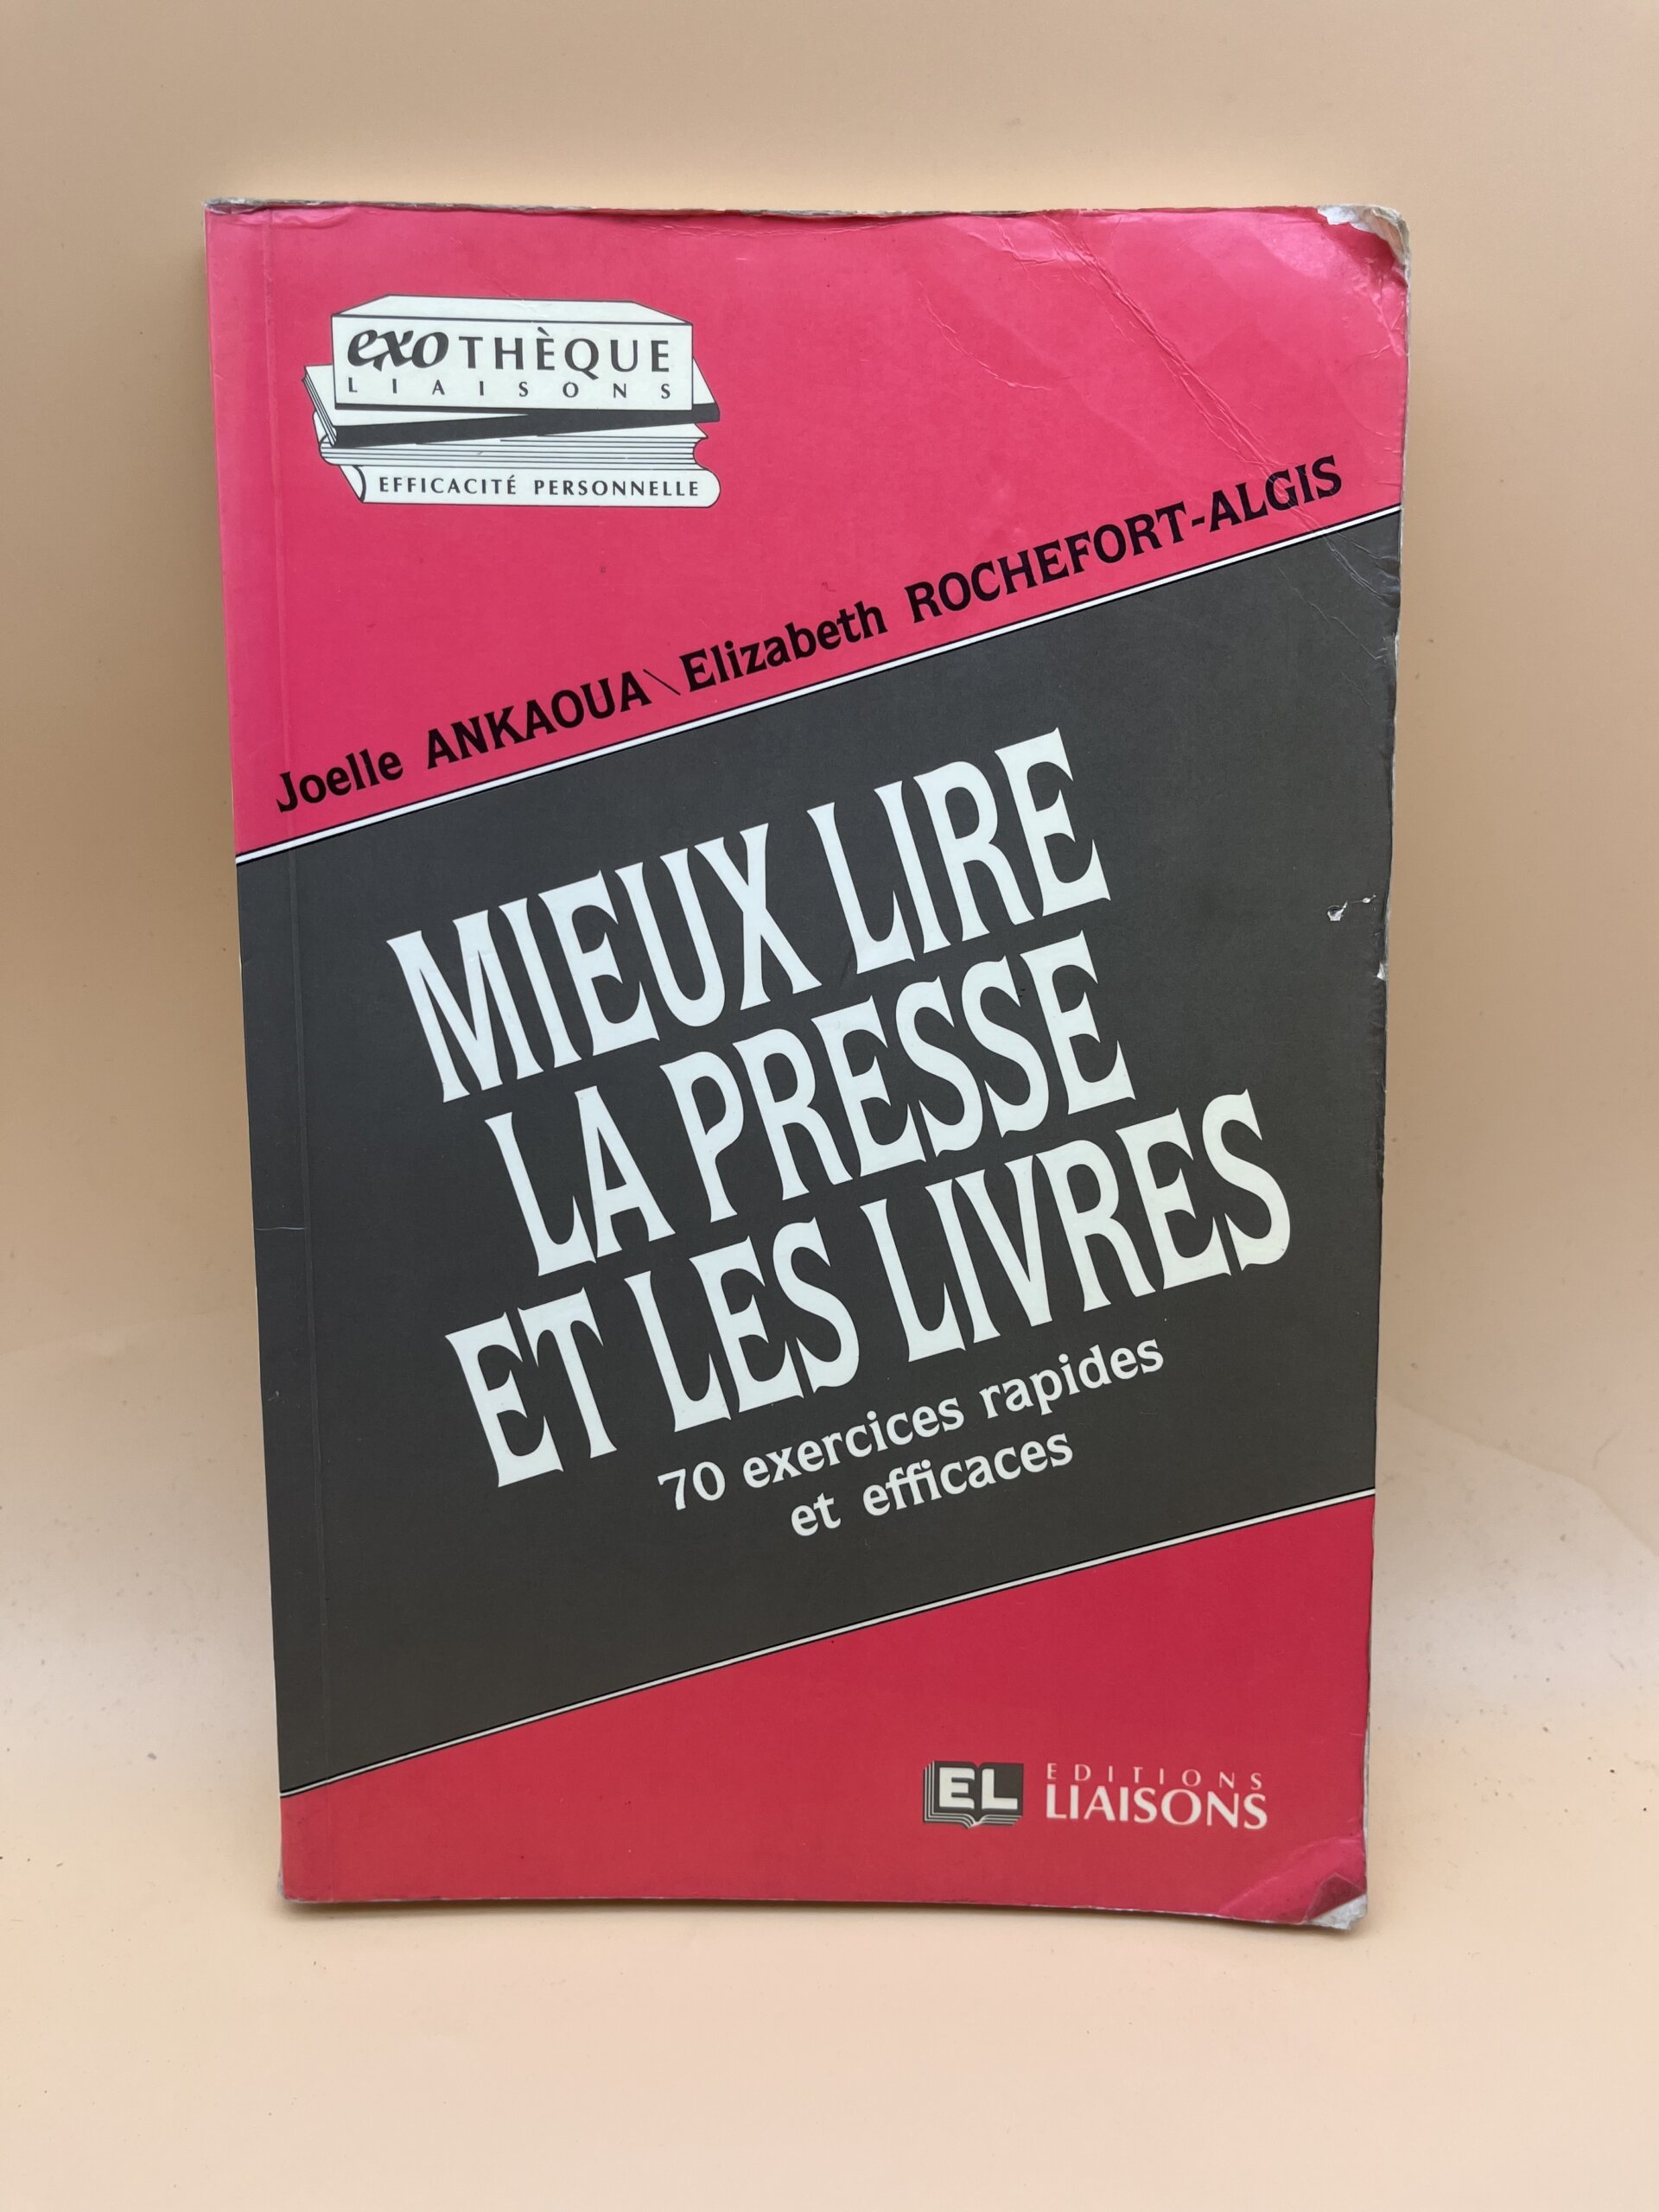 exoTHÈQUE
LIAISONS
EFFICACITÉ PERSONNELLE
Joelle ANKAOUA \ Elizabeth ROCHEFORT-ALGIS
MIEUX LIRE
LA PRESSE
ET LES LIVRES
70 exercices rapides
et efficaces
EL
EDITIONS
LIAISONS